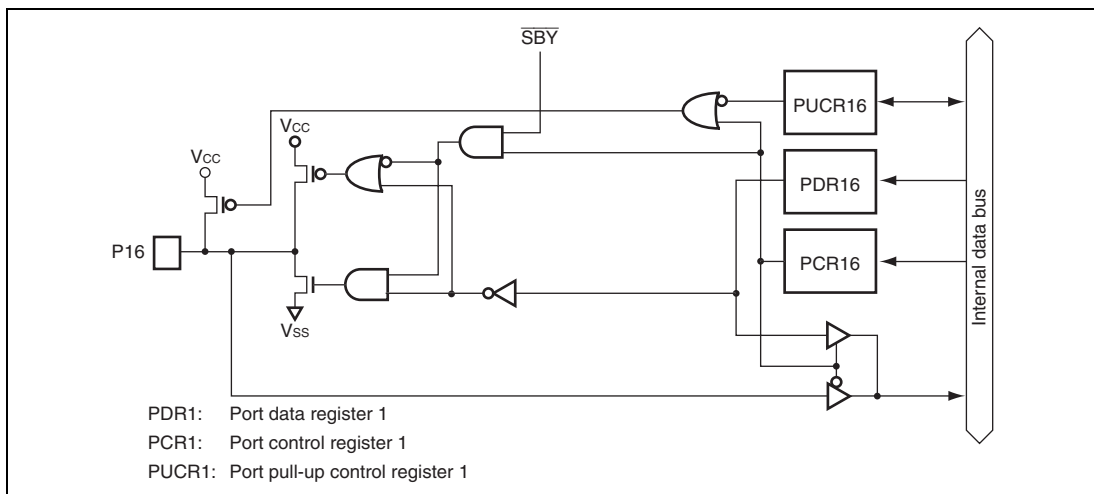 SBY
PUCR16
VCC
VCC
PDR16
P16
PCR16
VSS
Internal data bus
PDR1: Port data register 1
PCR1: Port control register 1
PUCR1: Port pull-up control register 1